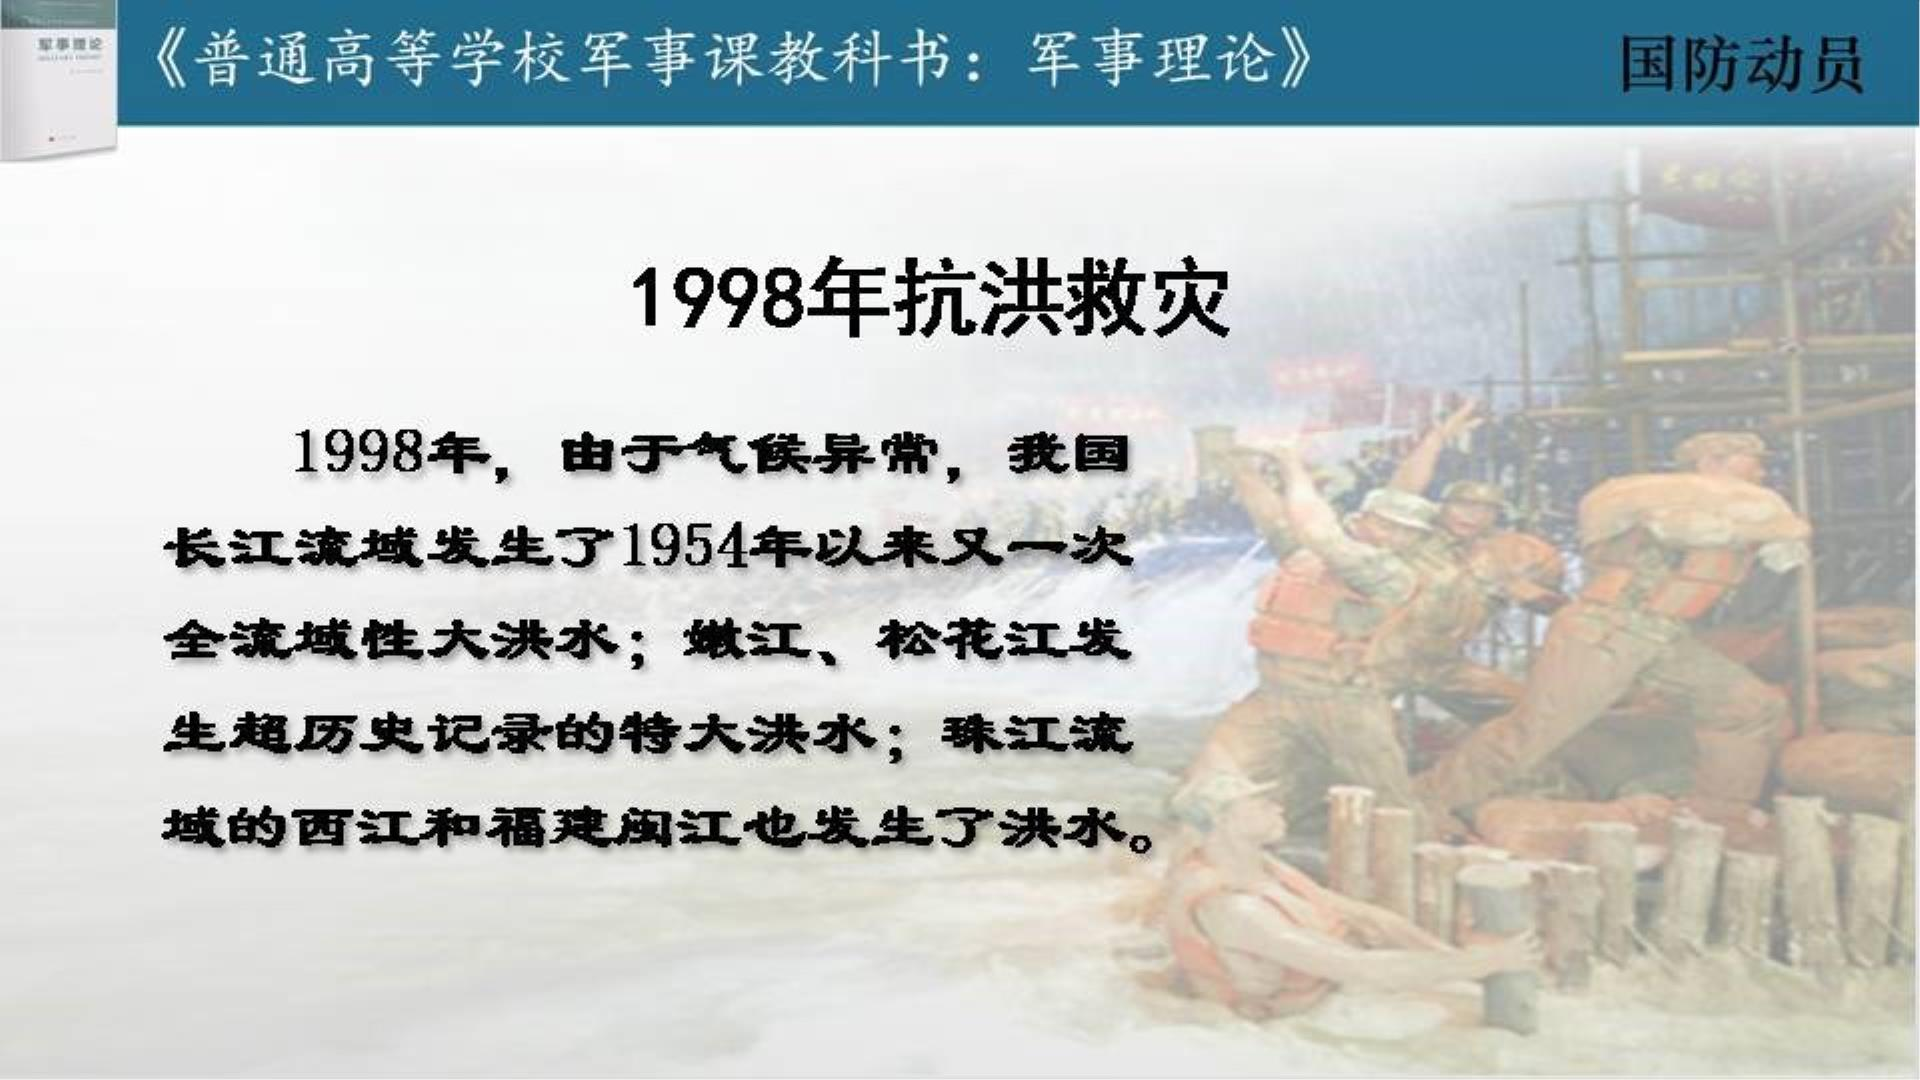 军事理论
《普通高等学校军事课教科书：军事理论》
国防动员
1998年抗洪救灾
1998年，由于气候异常，我国
长江流域发生了1954年以来又一次
全流域性大洪水；嫩江、松花江发
生超历史记录的特大洪水；珠江流
域的西江和福建闽江也发生了洪水。